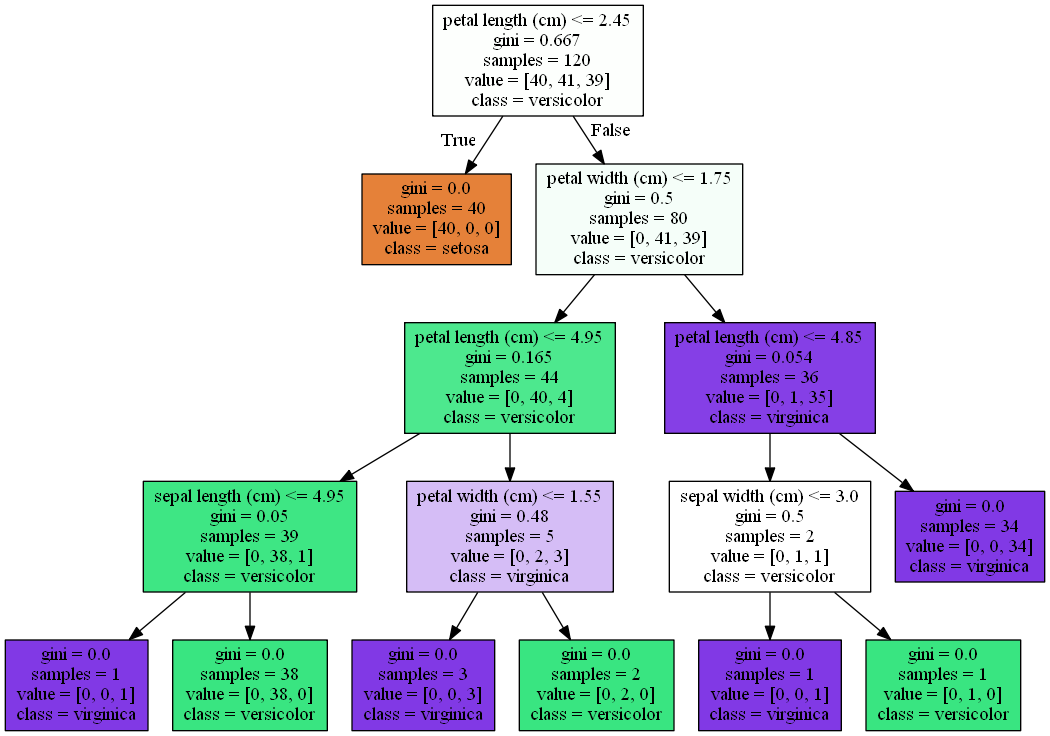 petal length (cm) <= 2.45
gini = 0.667
samples = 120
value = [40, 41, 39]
class = versicolor
True
False
gini = 0.0
samples = 40
value = [40, 0, 0]
class = setosa
petal width (cm) <= 1.75
gini = 0.5
samples = 80
value = [0, 41, 39]
class = versicolor
petal length (cm) <= 4.95
gini = 0.165
samples = 44
value = [0, 40, 4]
class = versicolor
petal length (cm) <= 4.85
gini = 0.054
samples = 36
value = [0, 1, 35]
class = virginica
sepal length (cm) <= 4.95
gini = 0.05
samples = 39
value = [0, 38, 1]
class = versicolor
petal width (cm) <= 1.55
gini = 0.48
samples = 5
value = [0, 2, 3]
class = virginica
sepal width (cm) <= 3.0
gini = 0.5
samples = 2
value = [0, 1, 1]
class = versicolor
gini = 0.0
samples = 34
value = [0, 0, 34]
class = virginica
gini = 0.0
samples = 1
value = [0, 0, 1]
class = virginica
gini = 0.0
samples = 38
value = [0, 38, 0]
class = versicolor
gini = 0.0
samples = 3
value = [0, 0, 3]
class = virginica
gini = 0.0
samples = 2
value = [0, 2, 0]
class = versicolor
gini = 0.0
samples = 1
value = [0, 0, 1]
class = virginica
gini = 0.0
samples = 1
value = [0, 1, 0]
class = versicolor